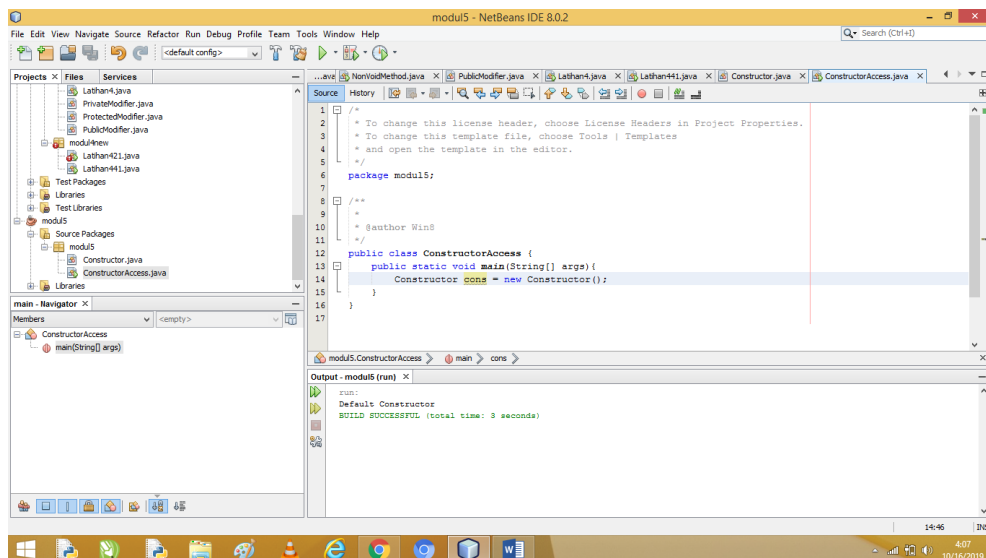 modul5 - NetBeans IDE 8.0.2
File Edit View Navigate Source Refactor Run Debug Profile Team Tools Window Help
Search (Ctrl+I)
<default config>
Projects Files Services
Latihan4.java
PrivateModifier.java
ProtectedModifier.java
PublicModifier.java
modul4new
Latihan421.java
Latihan441.java
Test Packages
Libraries
Test Libraries
modul5
Source Packages
modul5
Constructor.java
ConstructorAccess.java
Libraries
main - Navigator
Members <empty>
ConstructorAccess
main(String[] args)
...ava NonVoidMethod.java PublicModifier.java Latihan4.java Latihan441.java Constructor.java ConstructorAccess.java
Source History
1 /*
2 * To change this license header, choose License Headers in Project Properties.
3 * To change this template file, choose Tools | Templates
4 * and open the template in the editor.
5 */
6 package modul5;
7
8 /**
9 *
10 * @author Win8
11 */
12 public class ConstructorAccess {
13 public static void main(String[] args){
14 Constructor cons = new Constructor();
15 }
16 }
17
modul5.ConstructorAccess main cons
Output - modul5 (run)
run:
Default Constructor
BUILD SUCCESSFUL (total time: 3 seconds)
14:46 INS
4:07
10/16/2019